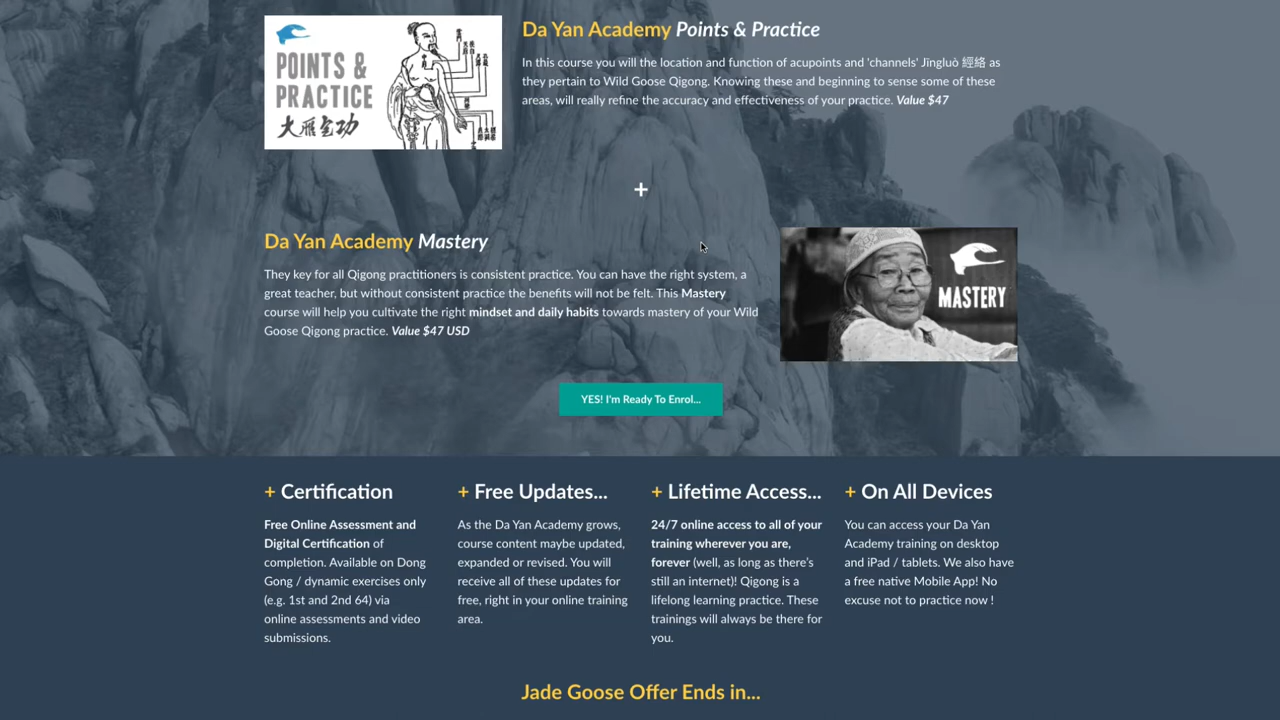 POINTS &
PRACTICE
大雁气功
Da Yan Academy Points & Practice
In this course you will the location and function of acupoints and 'channels' Jīngluò 經絡 as
they pertain to Wild Goose Qigong. Knowing these and beginning to sense some of these
areas, will really refine the accuracy and effectiveness of your practice. Value $47
+
Da Yan Academy Mastery
They key for all Qigong practitioners is consistent practice. You can have the right system, a
great teacher, but without consistent practice the benefits will not be felt. This Mastery
course will help you cultivate the right mindset and daily habits towards mastery of your Wild
Goose Qigong practice. Value $47 USD
MASTERY
YES! I'm Ready To Enrol...
+ Certification
Free Online Assessment and
Digital Certification of
completion. Available on Dong
Gong / dynamic exercises only
(e.g. 1st and 2nd 64) via
online assessments and video
submissions.
+ Free Updates...
As the Da Yan Academy grows,
course content maybe updated,
expanded or revised. You will
receive all of these updates for
free, right in your online training
area.
+ Lifetime Access...
24/7 online access to all of your
training wherever you are,
forever (well, as long as there's
still an internet)! Qigong is a
lifelong learning practice. These
trainings will always be there for
you.
+ On All Devices
You can access your Da Yan
Academy training on desktop
and iPad / tablets. We also have
a free native Mobile App! No
excuse not to practice now !
Jade Goose Offer Ends in...